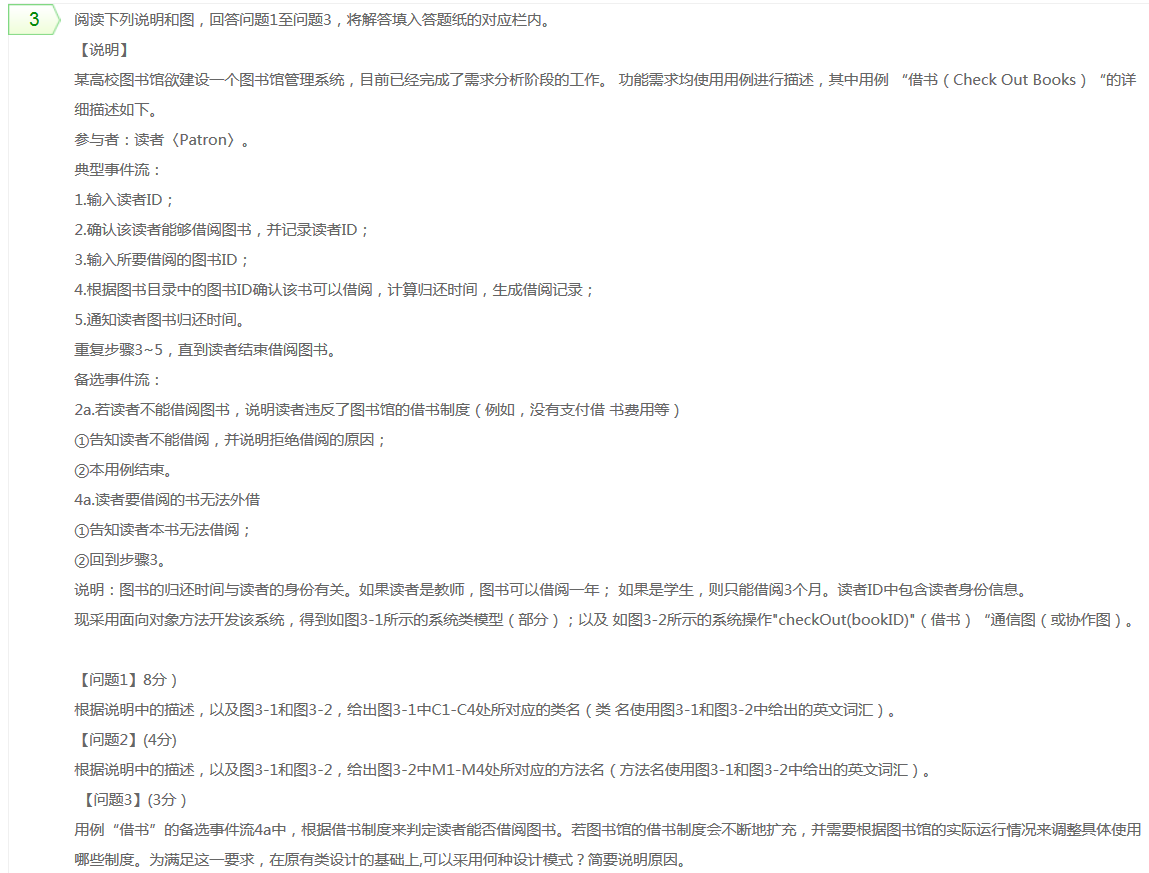 3
阅读下列说明和图，回答问题1至问题3，将解答填入答题纸的对应栏内。
【说明】
某高校图书馆欲建设一个图书馆管理系统，目前已经完成了需求分析阶段的工作。 功能需求均使用用例进行描述，其中用例 “借书（Check Out Books）“的详
细描述如下。
参与者：读者〈Patron〉。
典型事件流：
1.输入读者ID；
2.确认该读者能够借阅图书，并记录读者ID；
3.输入所要借阅的图书ID；
4.根据图书目录中的图书ID确认该书可以借阅，计算归还时间，生成借阅记录；
5.通知读者图书归还时间。
重复步骤3~5，直到读者结束借阅图书。
备选事件流：
2a.若读者不能借阅图书，说明读者违反了图书馆的借书制度（例如，没有支付借 书费用等）
①告知读者不能借阅，并说明拒绝借阅的原因；
②本用例结束。
4a.读者要借阅的书无法外借
①告知读者本书无法借阅；
②回到步骤3。
说明：图书的归还时间与读者的身份有关。如果读者是教师，图书可以借阅一年； 如果是学生，则只能借阅3个月。读者ID中包含读者身份信息。
现采用面向对象方法开发该系统，得到如图3-1所示的系统类模型（部分）；以及 如图3-2所示的系统操作"checkOut(bookID)"（借书）“通信图（或协作图）。
【问题1】8分）
根据说明中的描述，以及图3-1和图3-2，给出图3-1中C1-C4处所对应的类名（类 名使用图3-1和图3-2中给出的英文词汇）。
【问题2】(4分)
根据说明中的描述，以及图3-1和图3-2，给出图3-2中M1-M4处所对应的方法名（方法名使用图3-1和图3-2中给出的英文词汇）。
【问题3】(3分）
用例“借书”的备选事件流4a中，根据借书制度来判定读者能否借阅图书。若图书馆的借书制度会不断地扩充，并需要根据图书馆的实际运行情况来调整具体使用
哪些制度。为满足这一要求，在原有类设计的基础上,可以采用何种设计模式？简要说明原因。